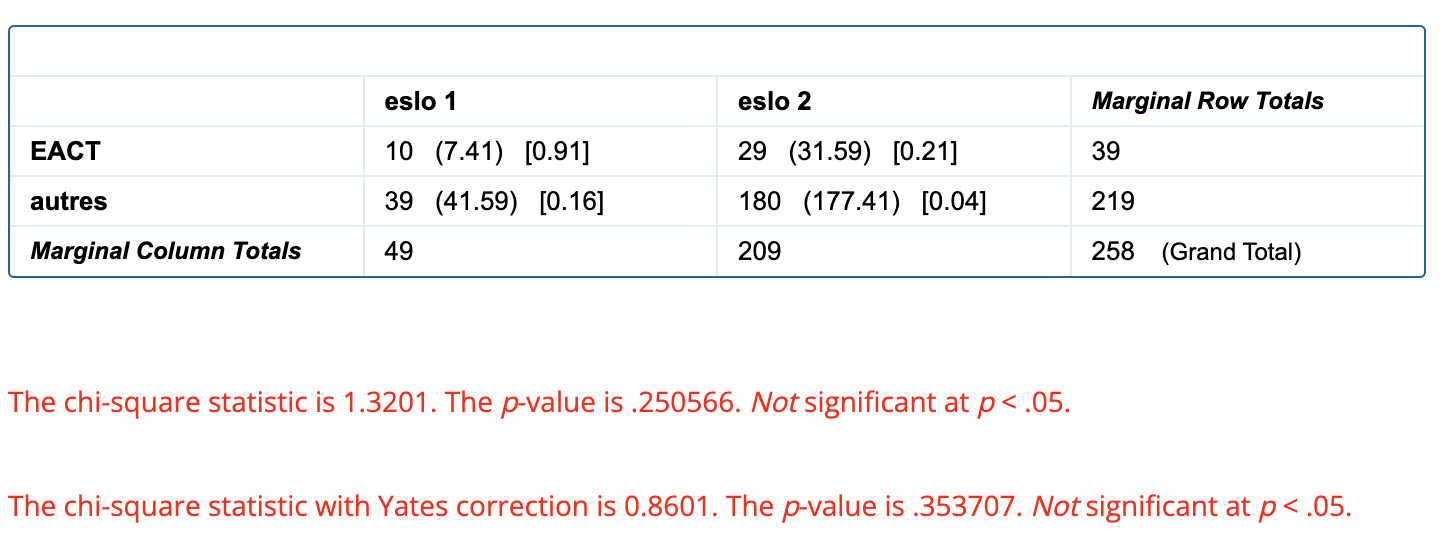 eslo 1 eslo 2 Marginal Row Totals
EACT 10 (7.41) [0.91] 29 (31.59) [0.21] 39
autres 39 (41.59) [0.16] 180 (177.41) [0.04] 219
Marginal Column Totals 49 209 258 (Grand Total)
The chi-square statistic is 1.3201. The p-value is .250566. Not significant at p < .05.
The chi-square statistic with Yates correction is 0.8601. The p-value is .353707. Not significant at p < .05.